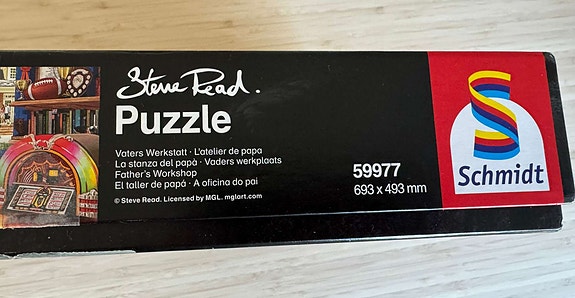 Steve Read.
Puzzle
Vaters Werkstatt · L'atelier de papa
La stanza del papà · Vaders werkplaats
Father's Workshop
El taller de papá · A oficina do pai
© Steve Read. Licensed by MGL. mglart.com
59977
693 x 493 mm
Schmidt